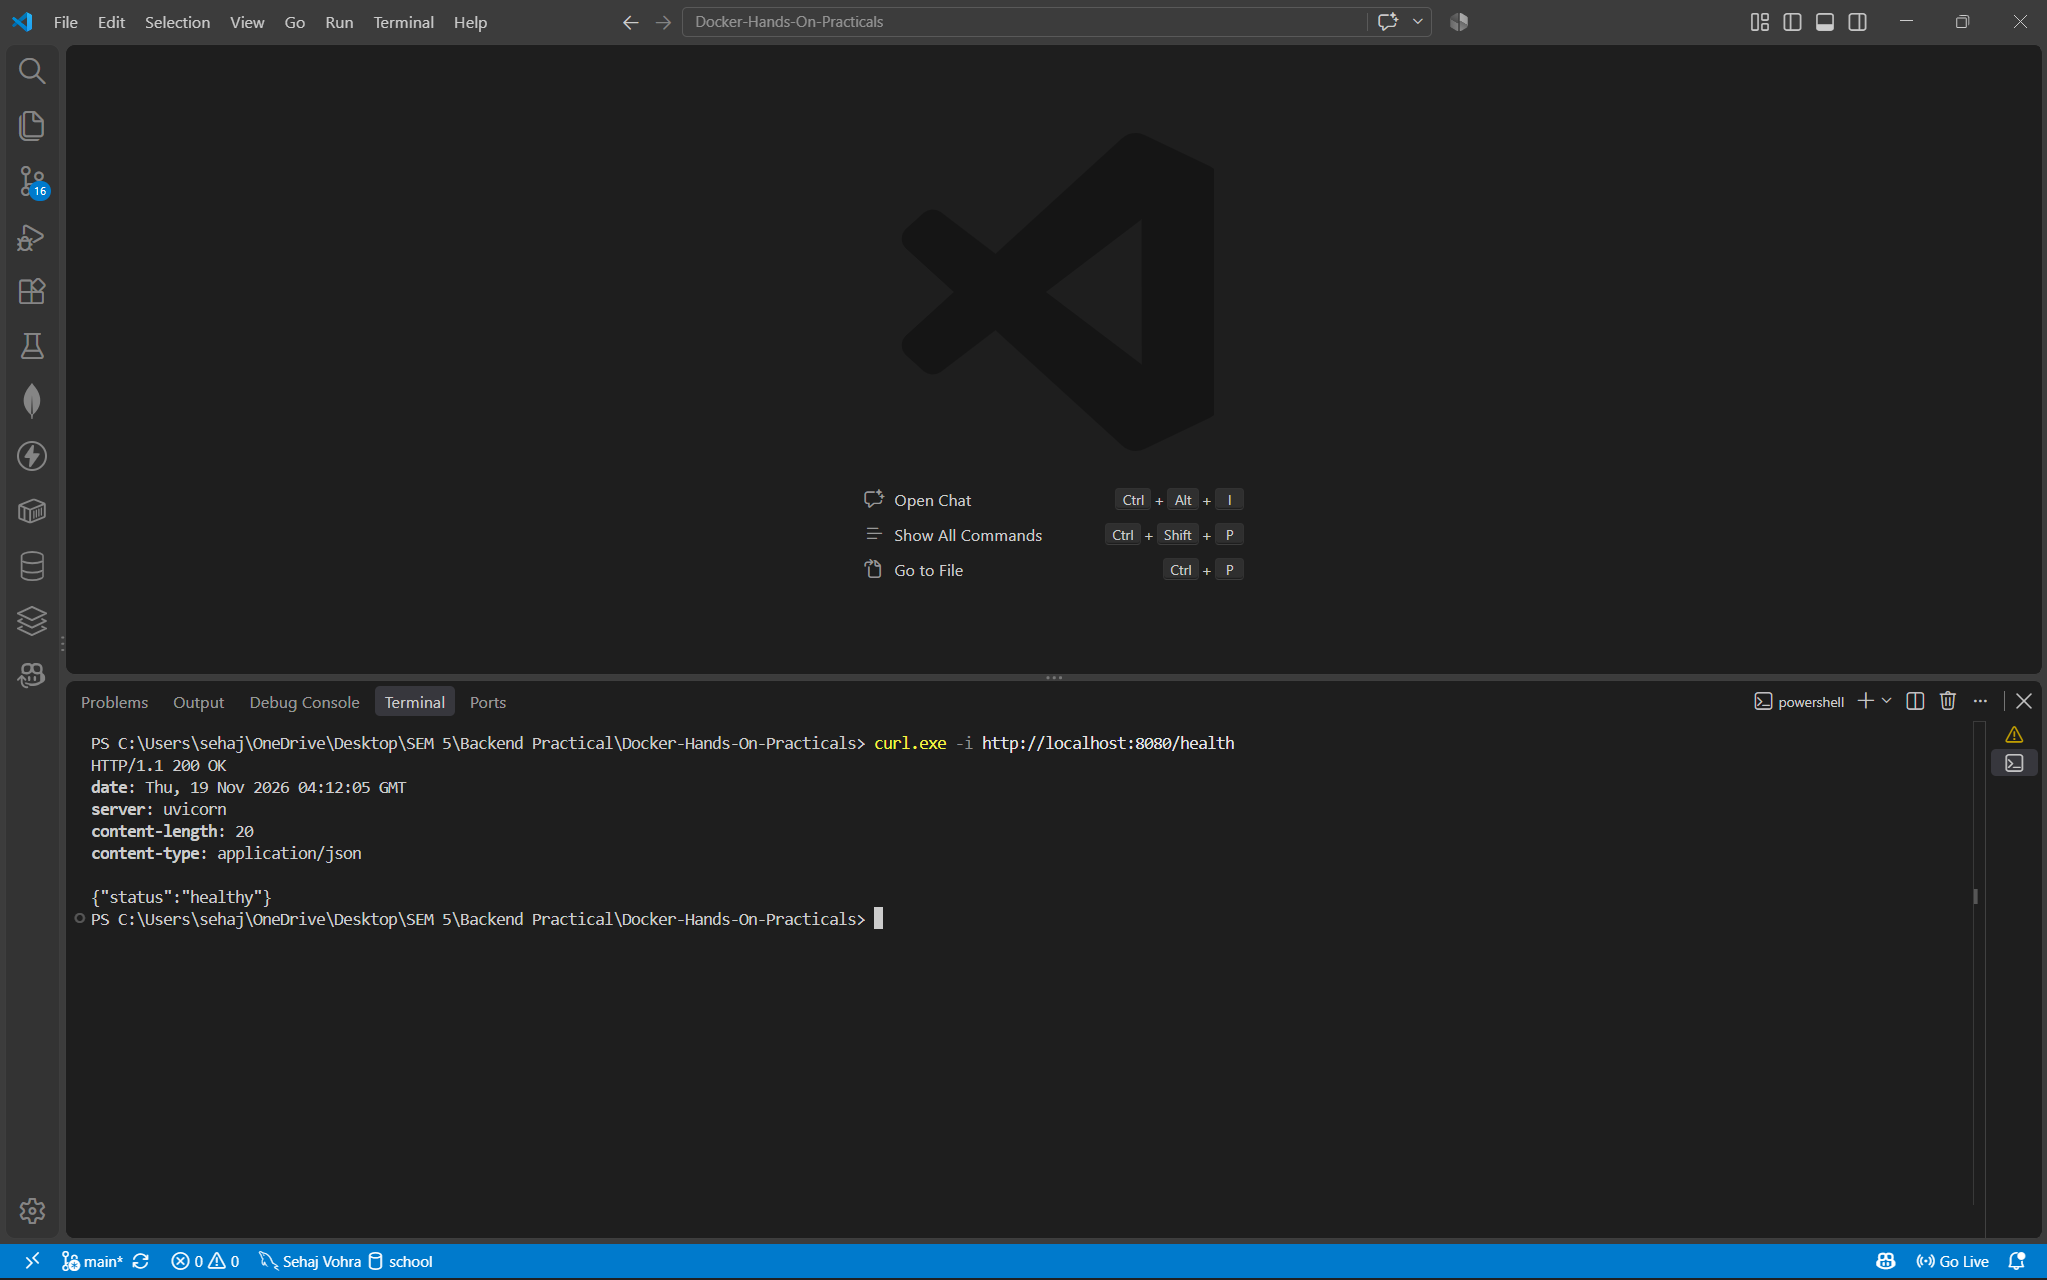 File Edit Selection View Go Run Terminal Help
Docker-Hands-On-Practicals
16
Open Chat Ctrl + Alt + I
Show All Commands Ctrl + Shift + P
Go to File Ctrl + P
Problems Output Debug Console Terminal Ports
powershell
PS C:\Users\sehaj\OneDrive\Desktop\SEM 5\Backend Practical\Docker-Hands-On-Practicals> curl.exe -i http://localhost:8080/health
HTTP/1.1 200 OK
date: Thu, 19 Nov 2026 04:12:05 GMT
server: uvicorn
content-length: 20
content-type: application/json
{"status":"healthy"}
PS C:\Users\sehaj\OneDrive\Desktop\SEM 5\Backend Practical\Docker-Hands-On-Practicals>
main* 0 0 Sehaj Vohra school Go Live